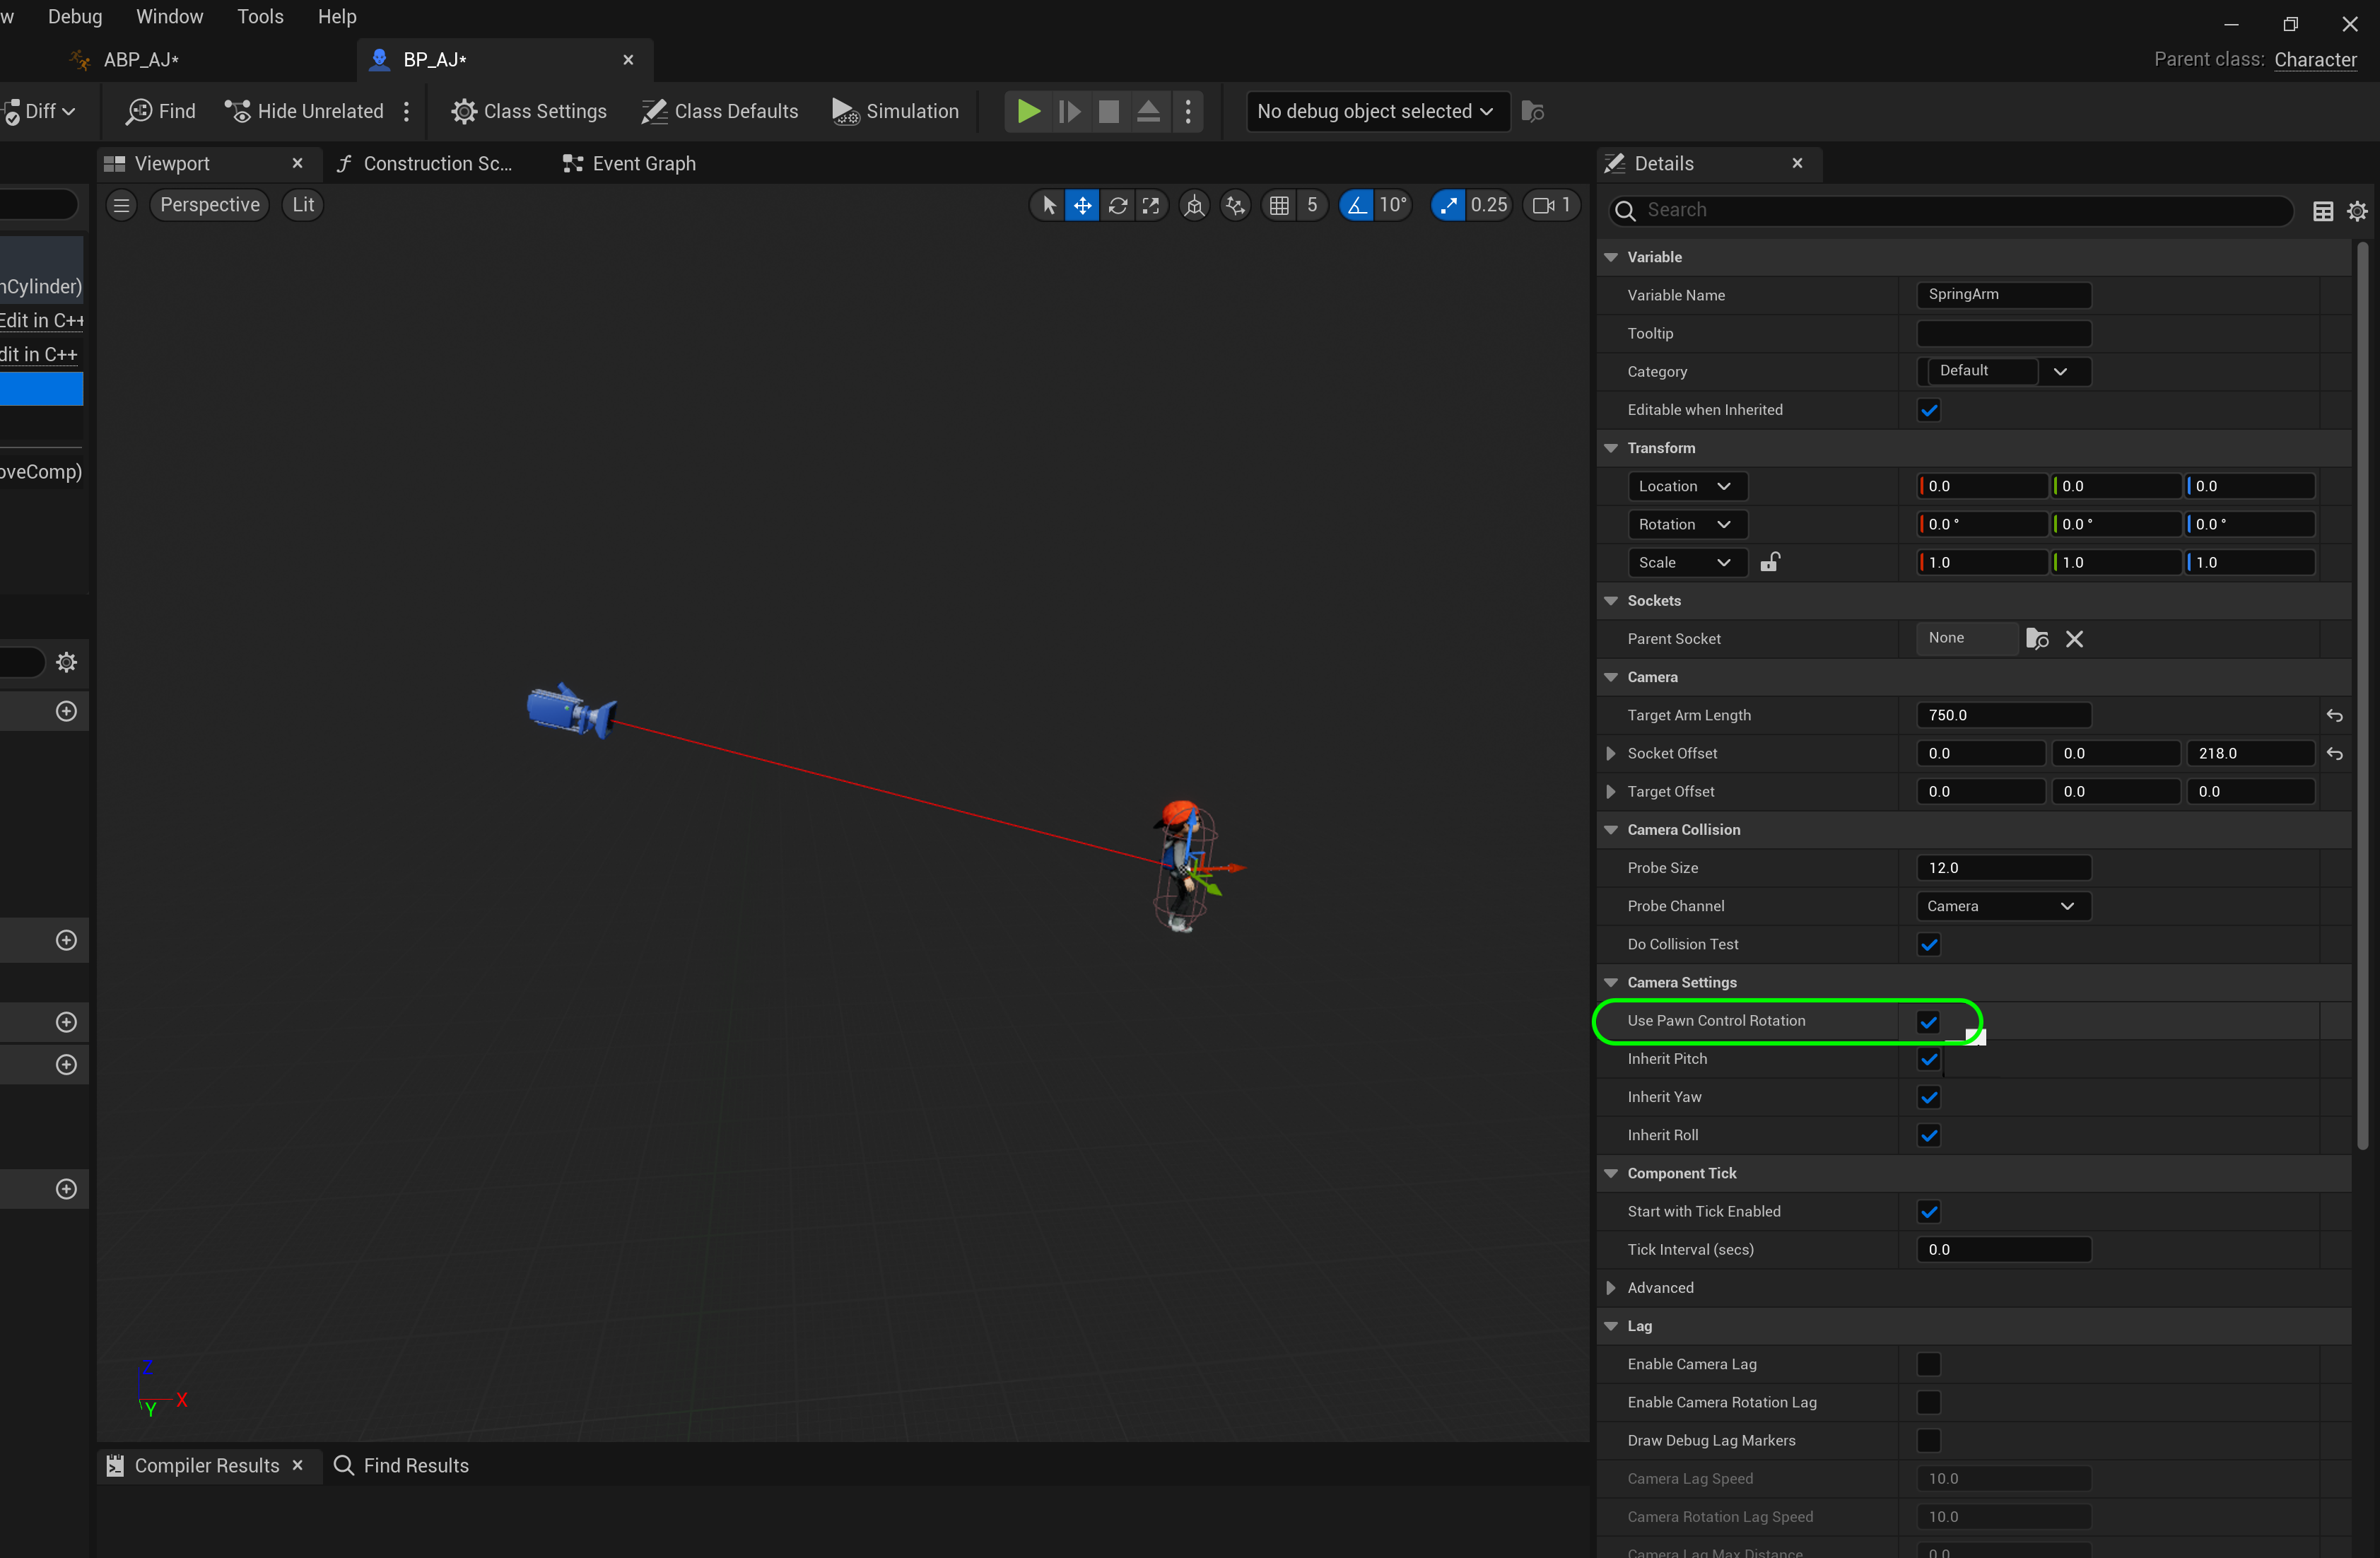 w Debug Window Tools Help
ABP_AJ* BP_AJ* Parent class: Character
Diff Find Hide Unrelated Class Settings Class Defaults Simulation No debug object selected
Viewport Construction Sc... Event Graph Details
Perspective Lit 5 10° 0.25 1 Search
Variable
nCylinder) Variable Name SpringArm
Edit in C++ Tooltip
dit in C++ Category Default
Editable when Inherited
Transform
oveComp) Location 0.0 0.0 0.0
Rotation 0.0 ° 0.0 ° 0.0 °
Scale 1.0 1.0 1.0
Sockets
Parent Socket None
Camera
Target Arm Length 750.0
Socket Offset 0.0 0.0 218.0
Target Offset 0.0 0.0 0.0
Camera Collision
Probe Size 12.0
Probe Channel Camera
Do Collision Test
Camera Settings
Use Pawn Control Rotation
Inherit Pitch
Inherit Yaw
Inherit Roll
Component Tick
Start with Tick Enabled
Tick Interval (secs) 0.0
Advanced
Lag
Enable Camera Lag
Z
X
Y
Enable Camera Rotation Lag
Draw Debug Lag Markers
Compiler Results Find Results
Camera Lag Speed 10.0
Camera Rotation Lag Speed 10.0
Camera Lag Max Distance 0.0